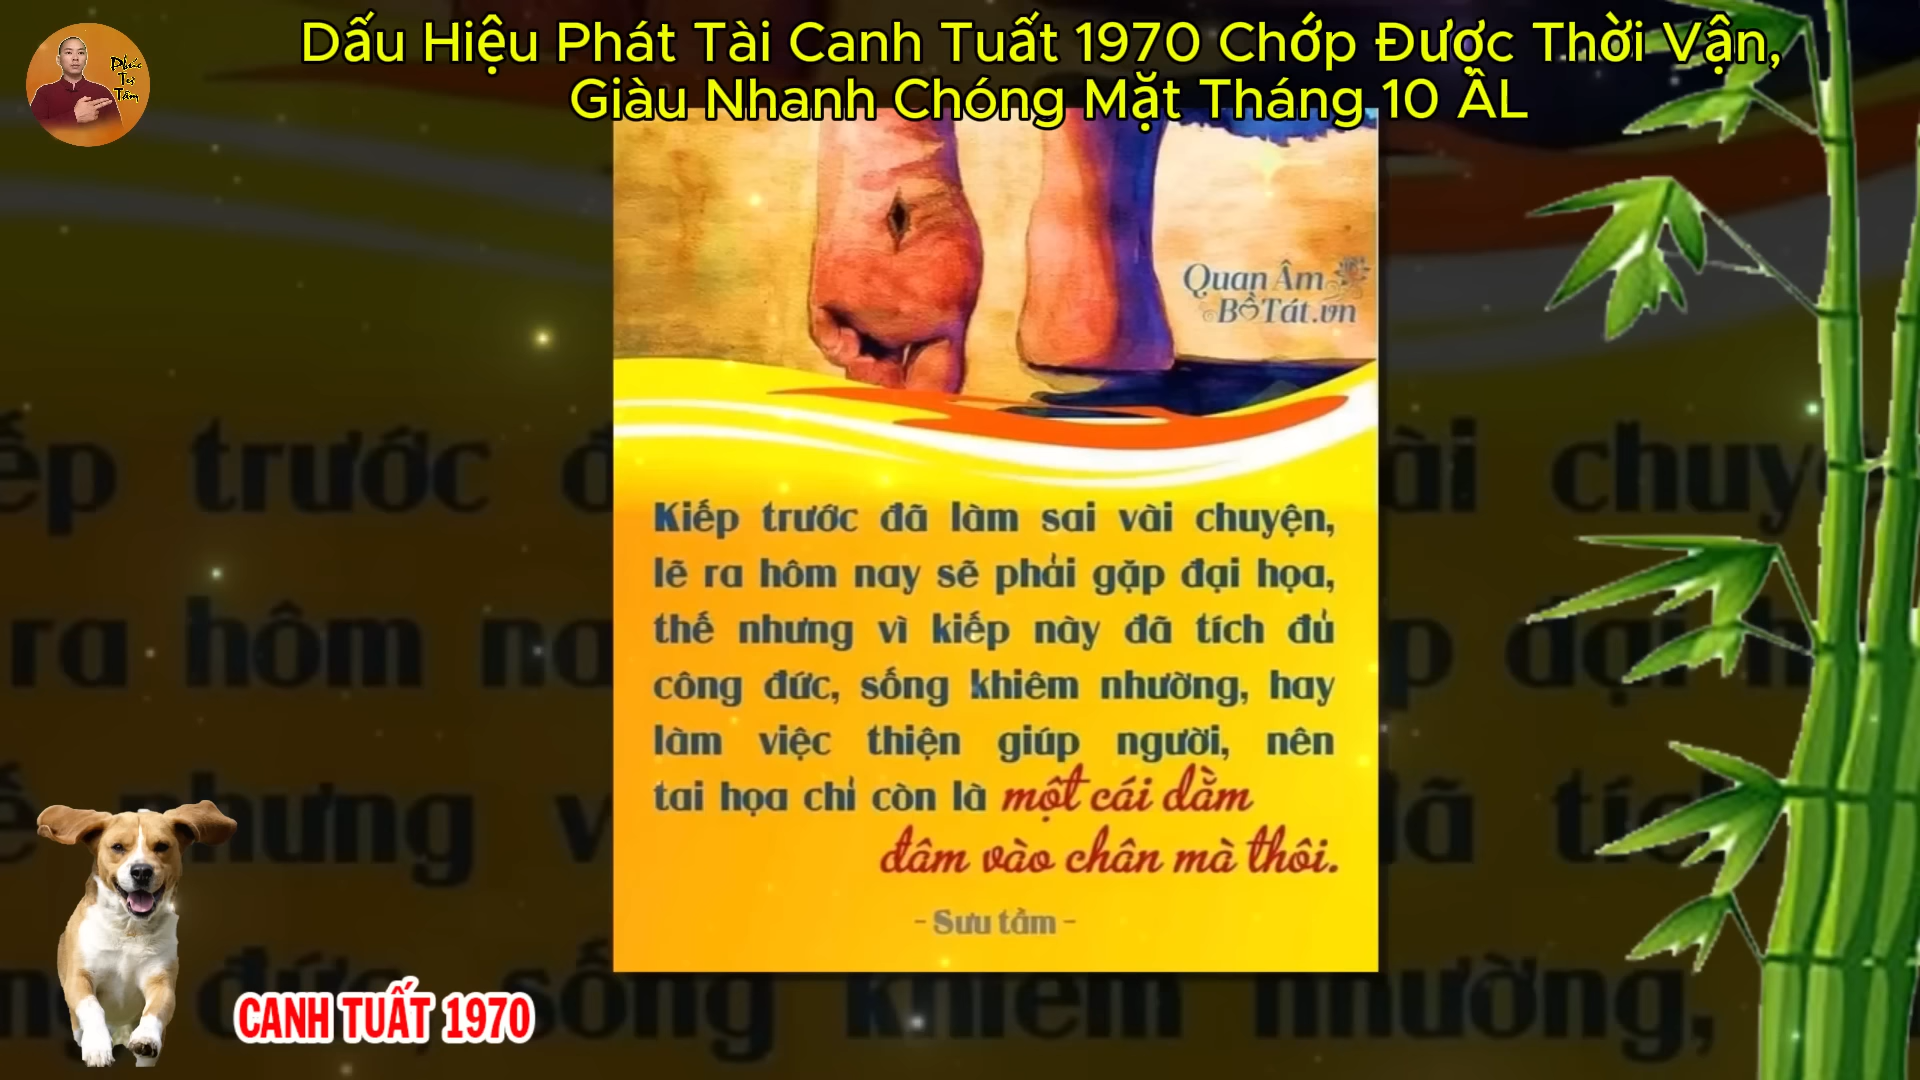 Dấu Hiệu Phát Tài Canh Tuất 1970 Chớp Được Thời Vận,
Giàu Nhanh Chóng Mặt Tháng 10 ÂL
Phúc
Tại
Tâm
Quan Âm
Bồ Tát.vn
Kiếp trước đã làm sai vài chuyện,
lẽ ra hôm nay sẽ phải gặp đại họa,
thế nhưng vì kiếp này đã tích đủ
công đức, sống khiêm nhường, hay
làm việc thiện giúp người, nên
tai họa chỉ còn là một cái dằm
đâm vào chân mà thôi.
- Sưu tầm -
CANH TUẤT 1970